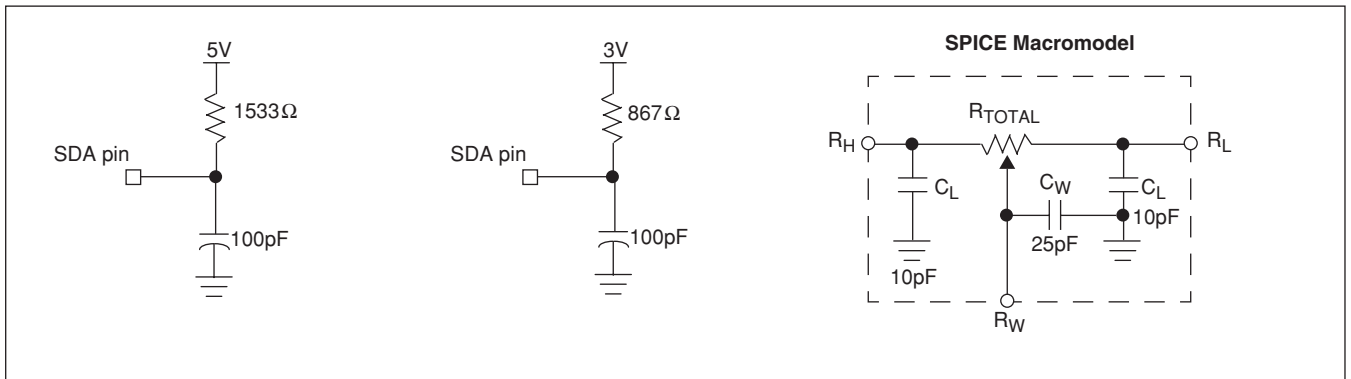 5V
1533Ω
SDA pin
100pF
3V
867Ω
SDA pin
100pF
SPICE Macromodel
RTOTAL
RH
RL
CL
CW
CL
10pF
25pF
10pF
RW